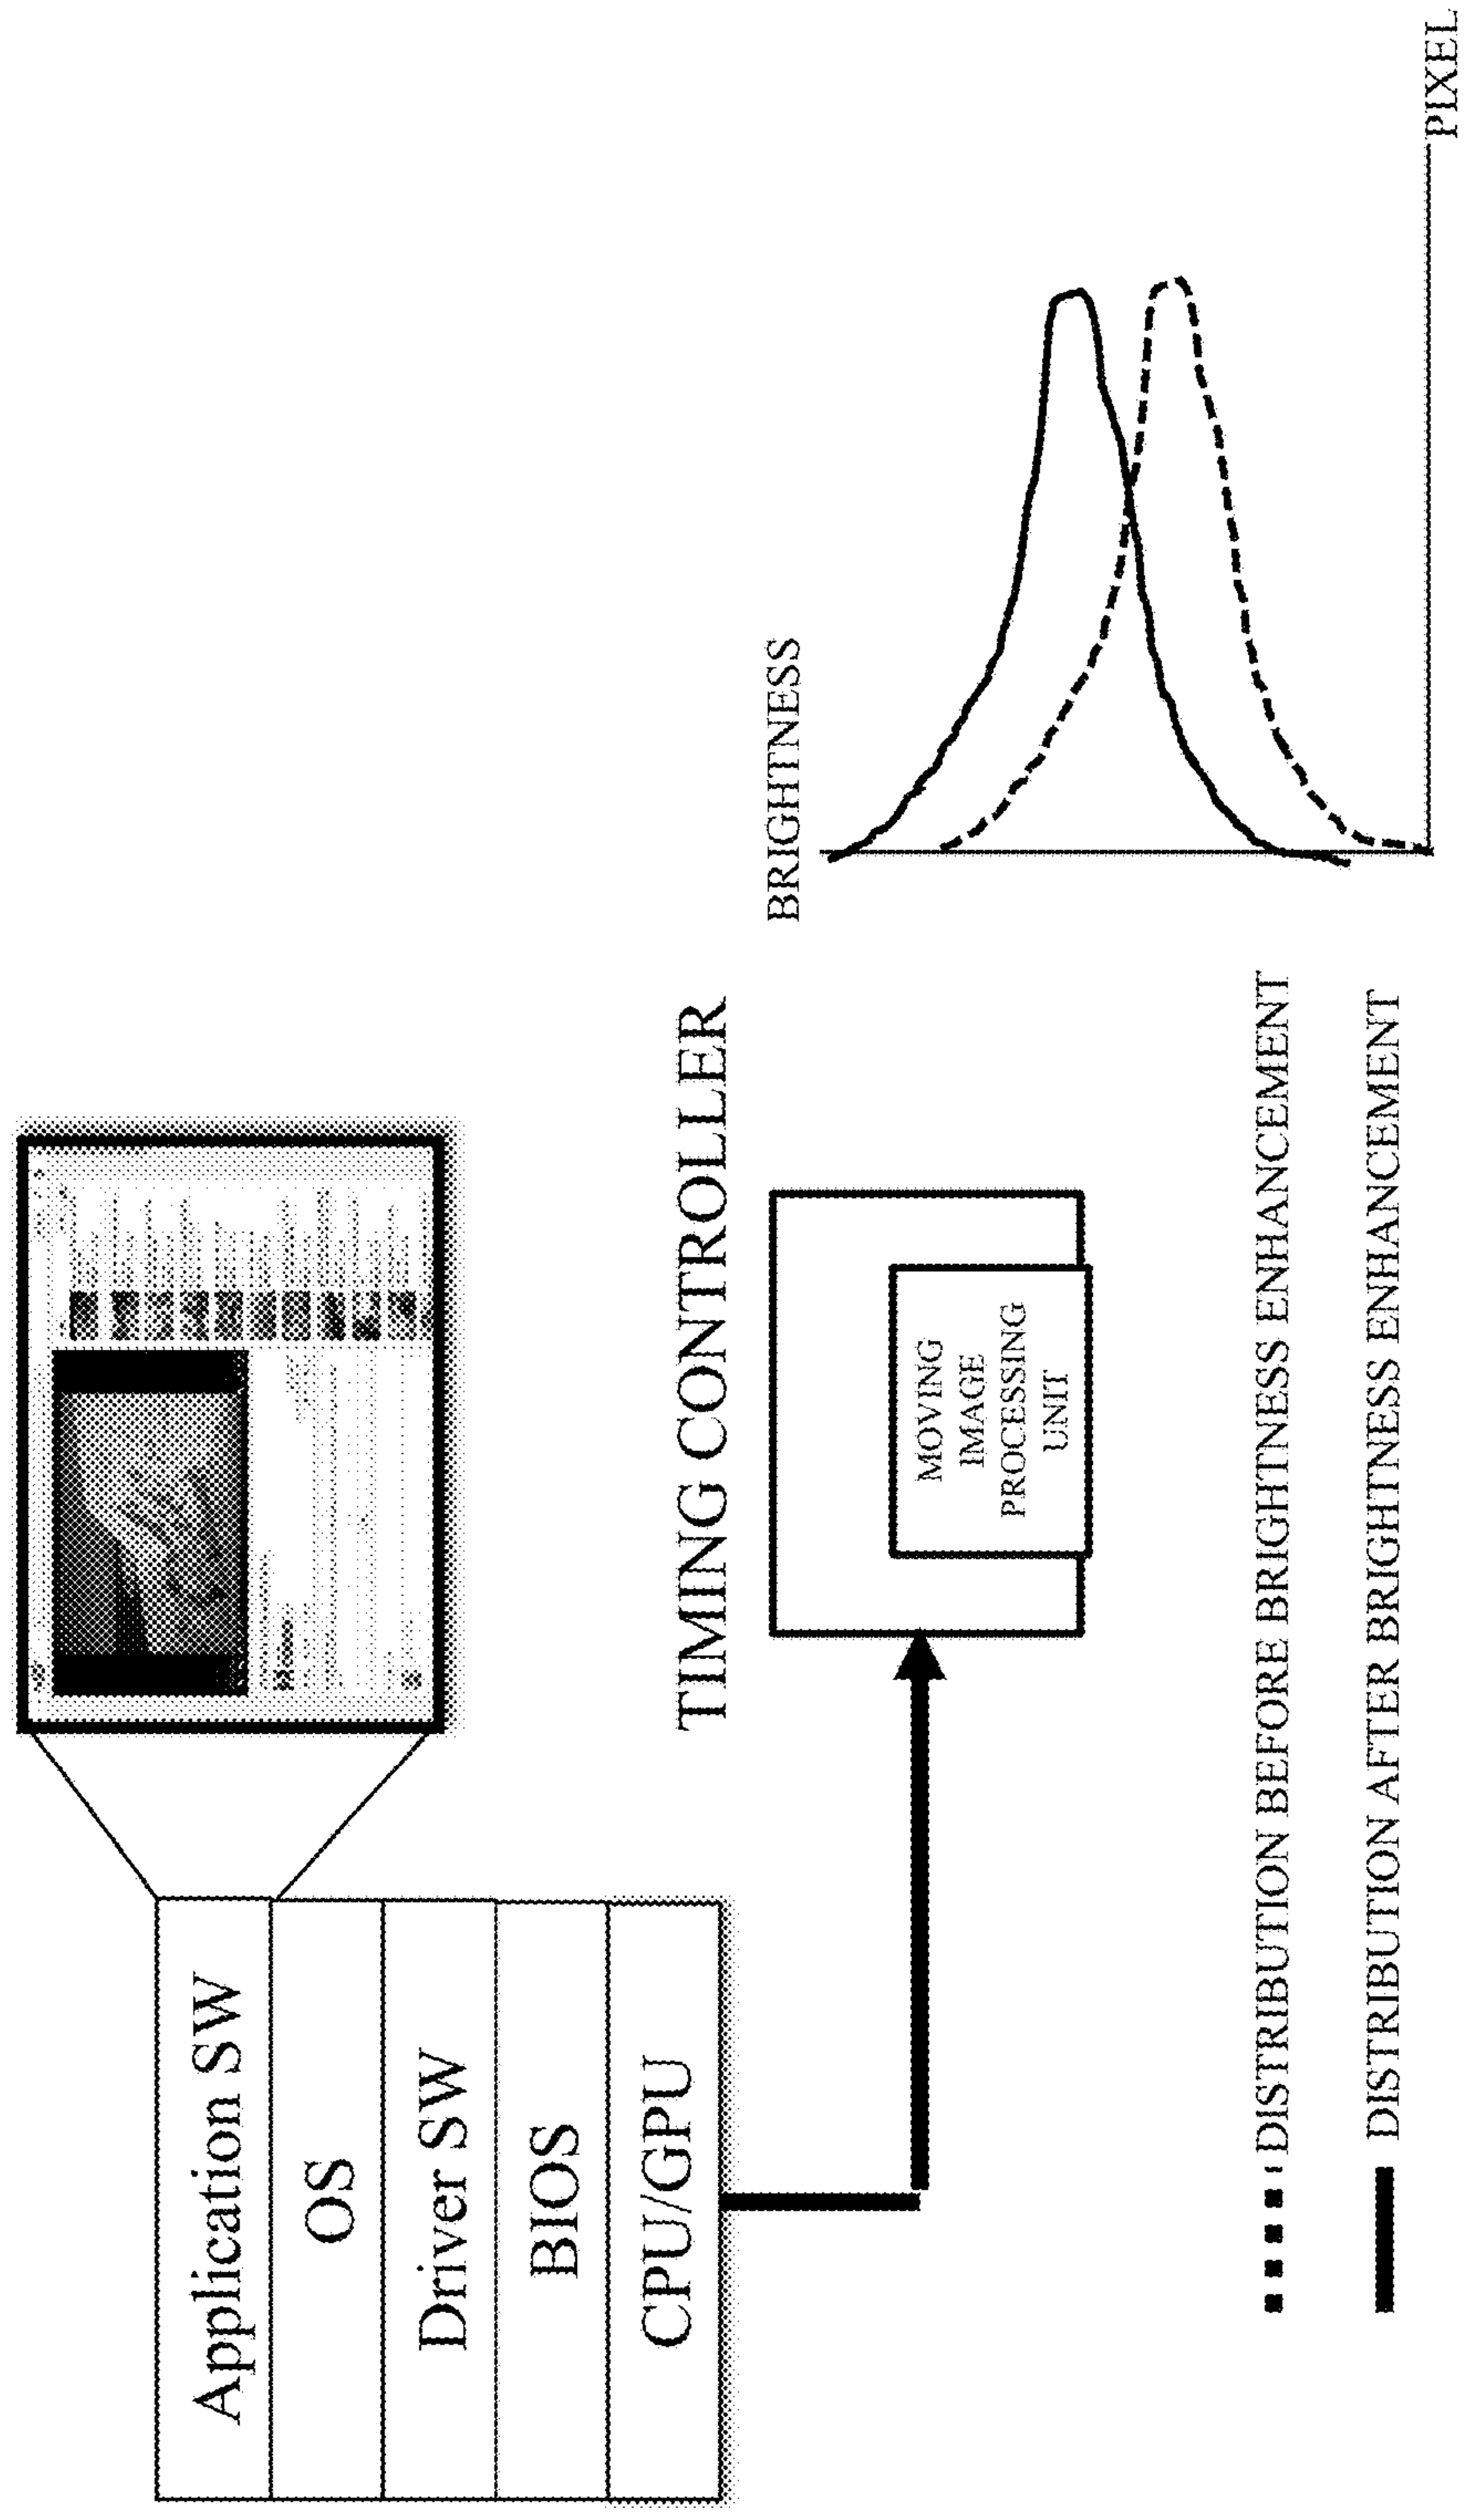 Application SW
OS
Driver SW
BIOS
CPU/GPU
TIMING CONTROLLER
MOVING
IMAGE
PROCESSING
UNIT
BRIGHTNESS
PIXEL
DISTRIBUTION BEFORE BRIGHTNESS ENHANCEMENT
DISTRIBUTION AFTER BRIGHTNESS ENHANCEMENT